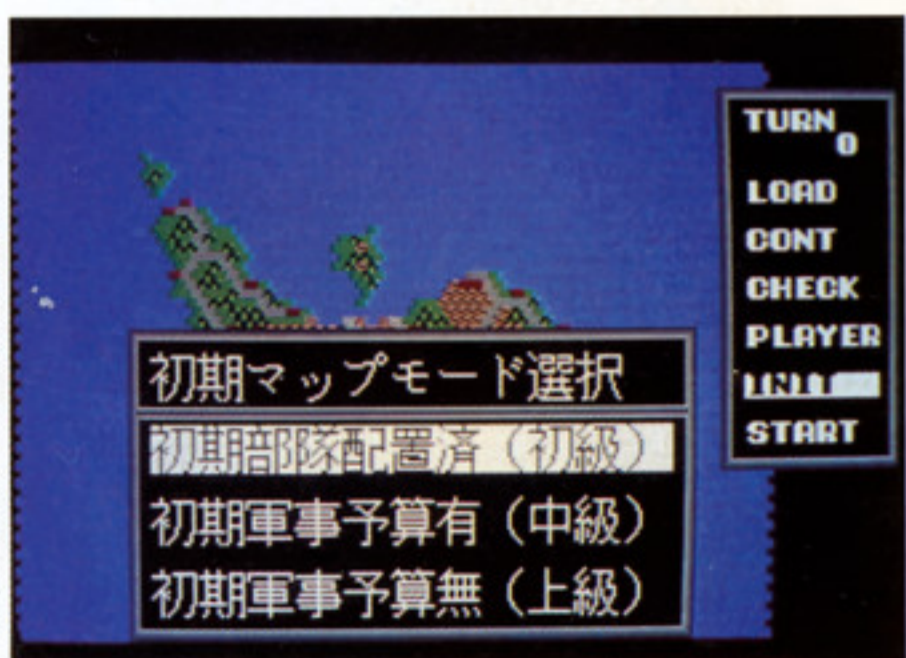 TURN
0
LOAD
CONT
CHECK
PLAYER
UNIT
START
初期マップモード選択
初期部隊配置済（初級）
初期軍事予算有（中級）
初期軍事予算無（上級）